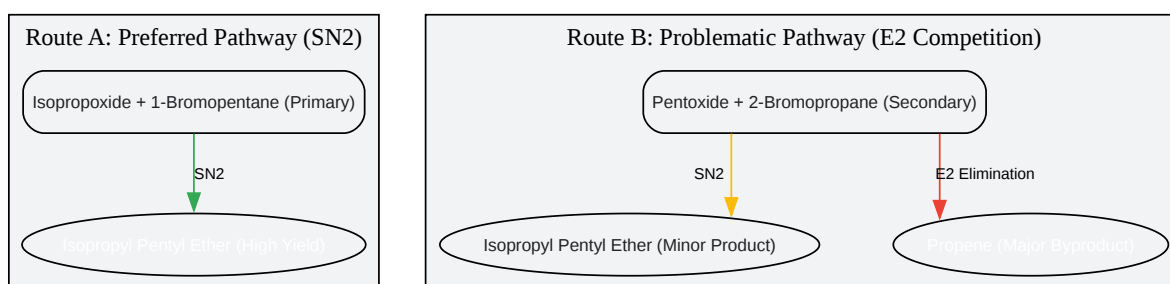 Route A: Preferred Pathway (SN2)
Isopropoxide + 1-Bromopentane (Primary)
SN2
Isopropyl Pentyl Ether (High Yield)
Route B: Problematic Pathway (E2 Competition)
Pentoxide + 2-Bromopropane (Secondary)
SN2
E2 Elimination
Isopropyl Pentyl Ether (Minor Product)
Propene (Major Byproduct)